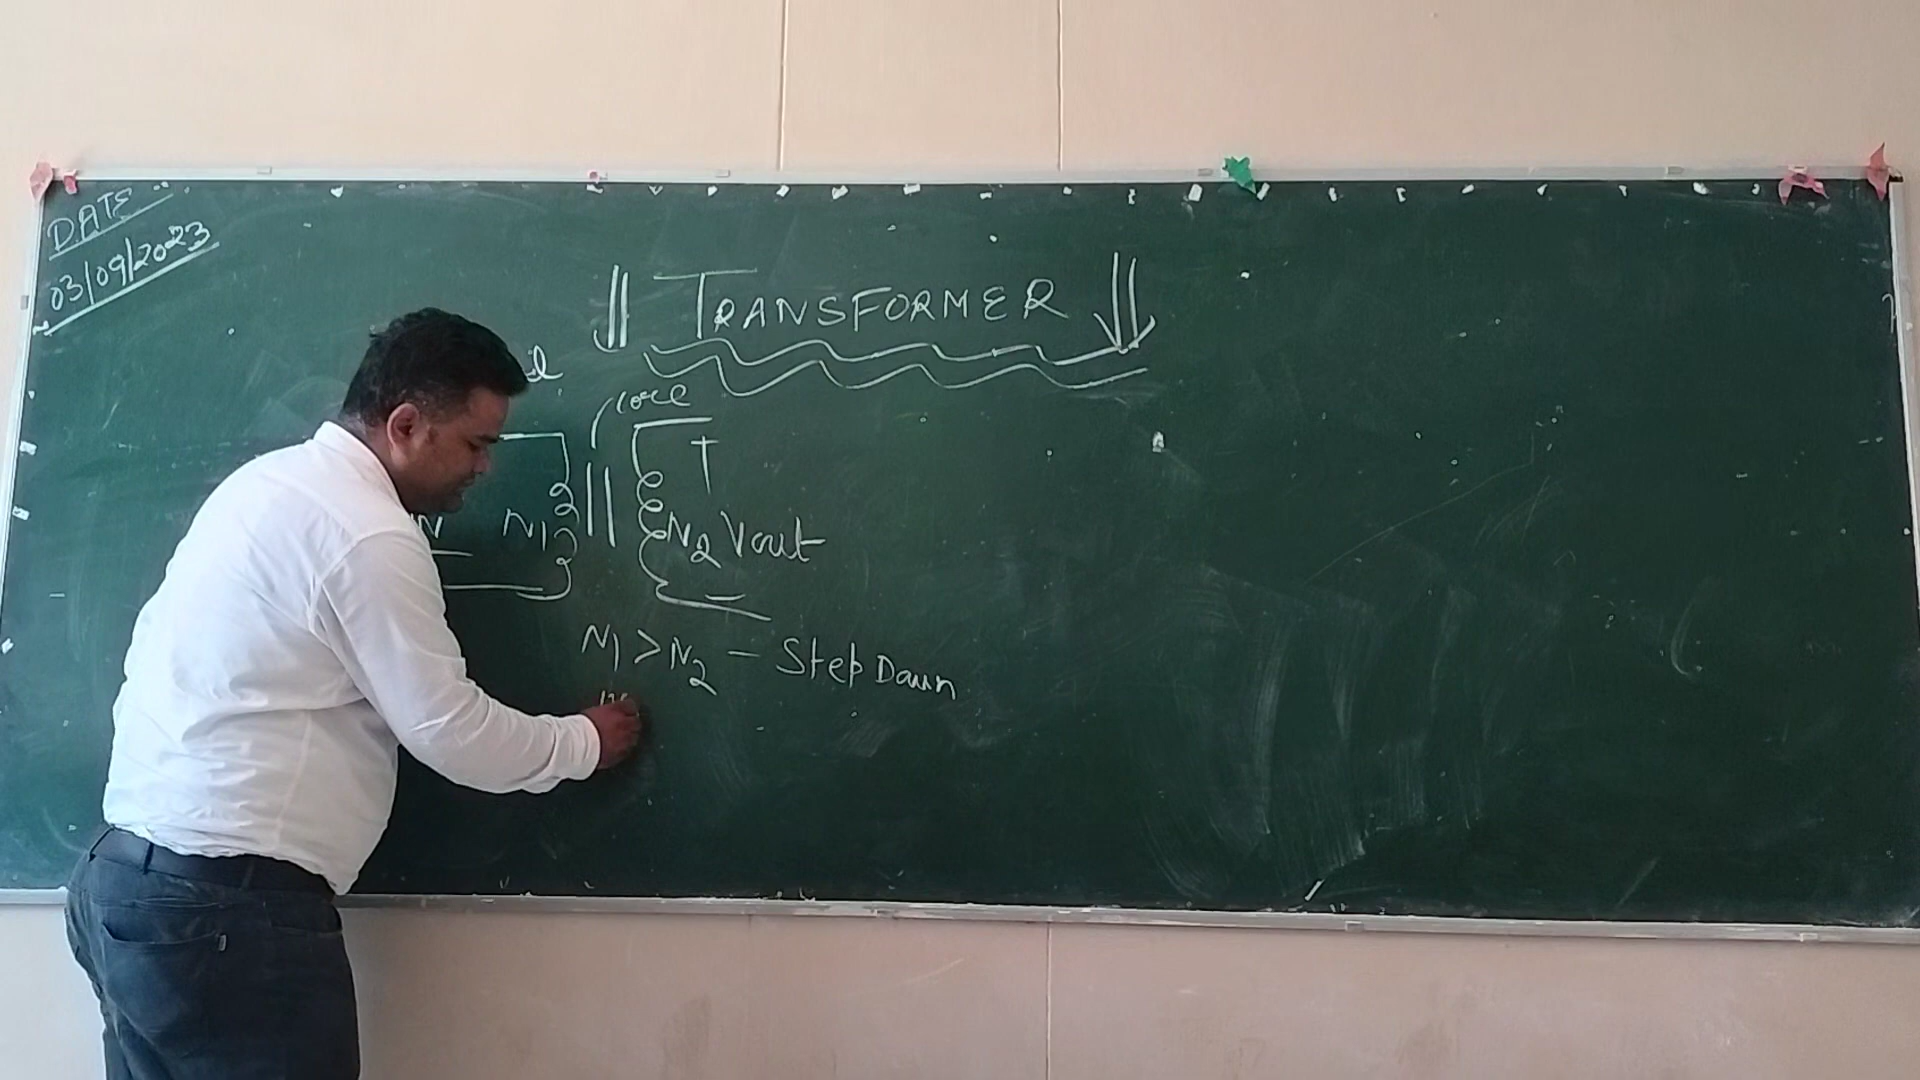 DATE
03/09/2023
TRANSFORMER
core
N1
N2 Vout
N1 > N2 - Step Down